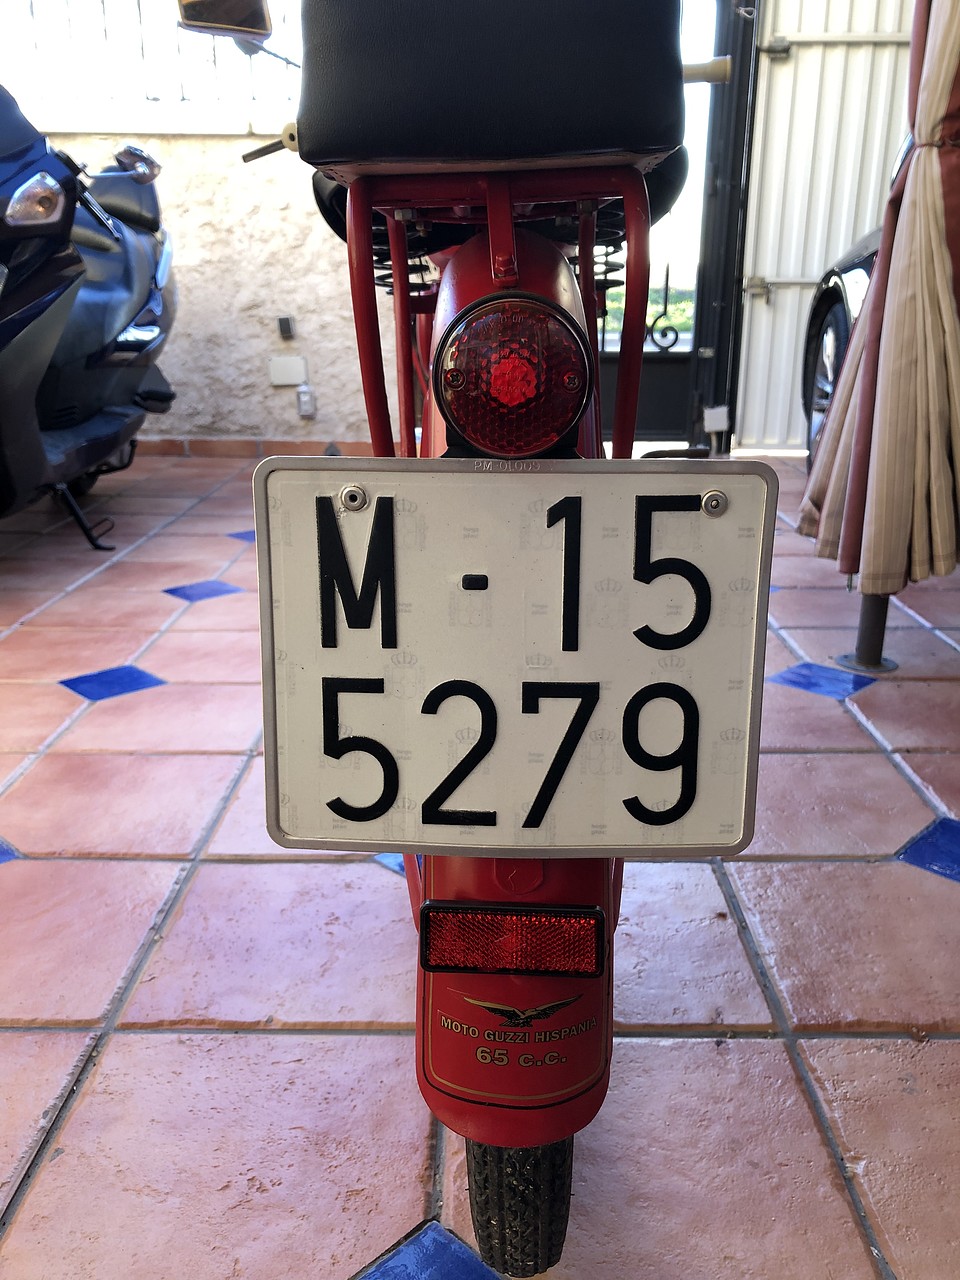 PM-01009
M-15
5279
MOTO GUZZI HISPANIA
65 c.c.